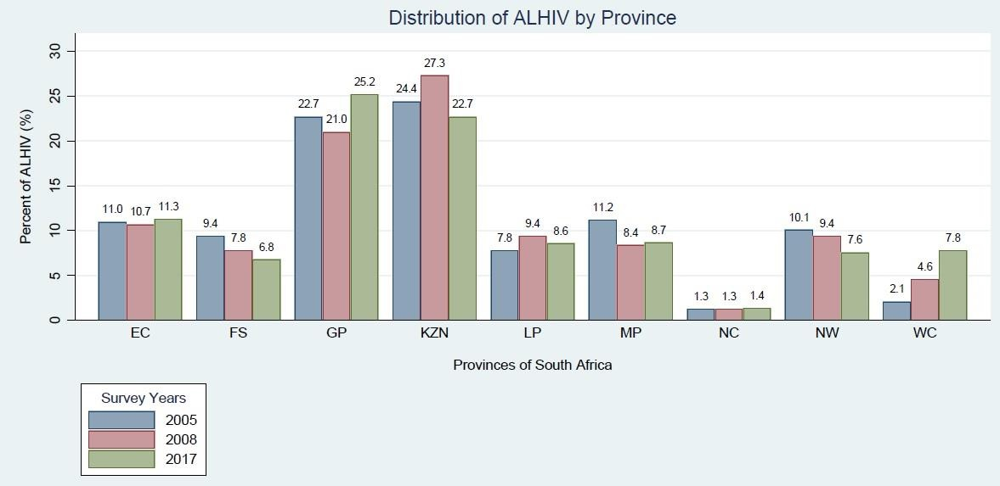 Distribution of ALHIV by Province
Percent of ALHIV (%)
30
25
20
15
10
5
0
11.0 10.7 11.3
9.4 7.8 6.8
22.7 21.0 25.2
24.4 27.3 22.7
7.8 9.4 8.6
11.2 8.4 8.7
1.3 1.3 1.4
10.1 9.4 7.6
2.1 4.6 7.8
EC FS GP KZN LP MP NC NW WC
Provinces of South Africa
Survey Years
2005
2008
2017